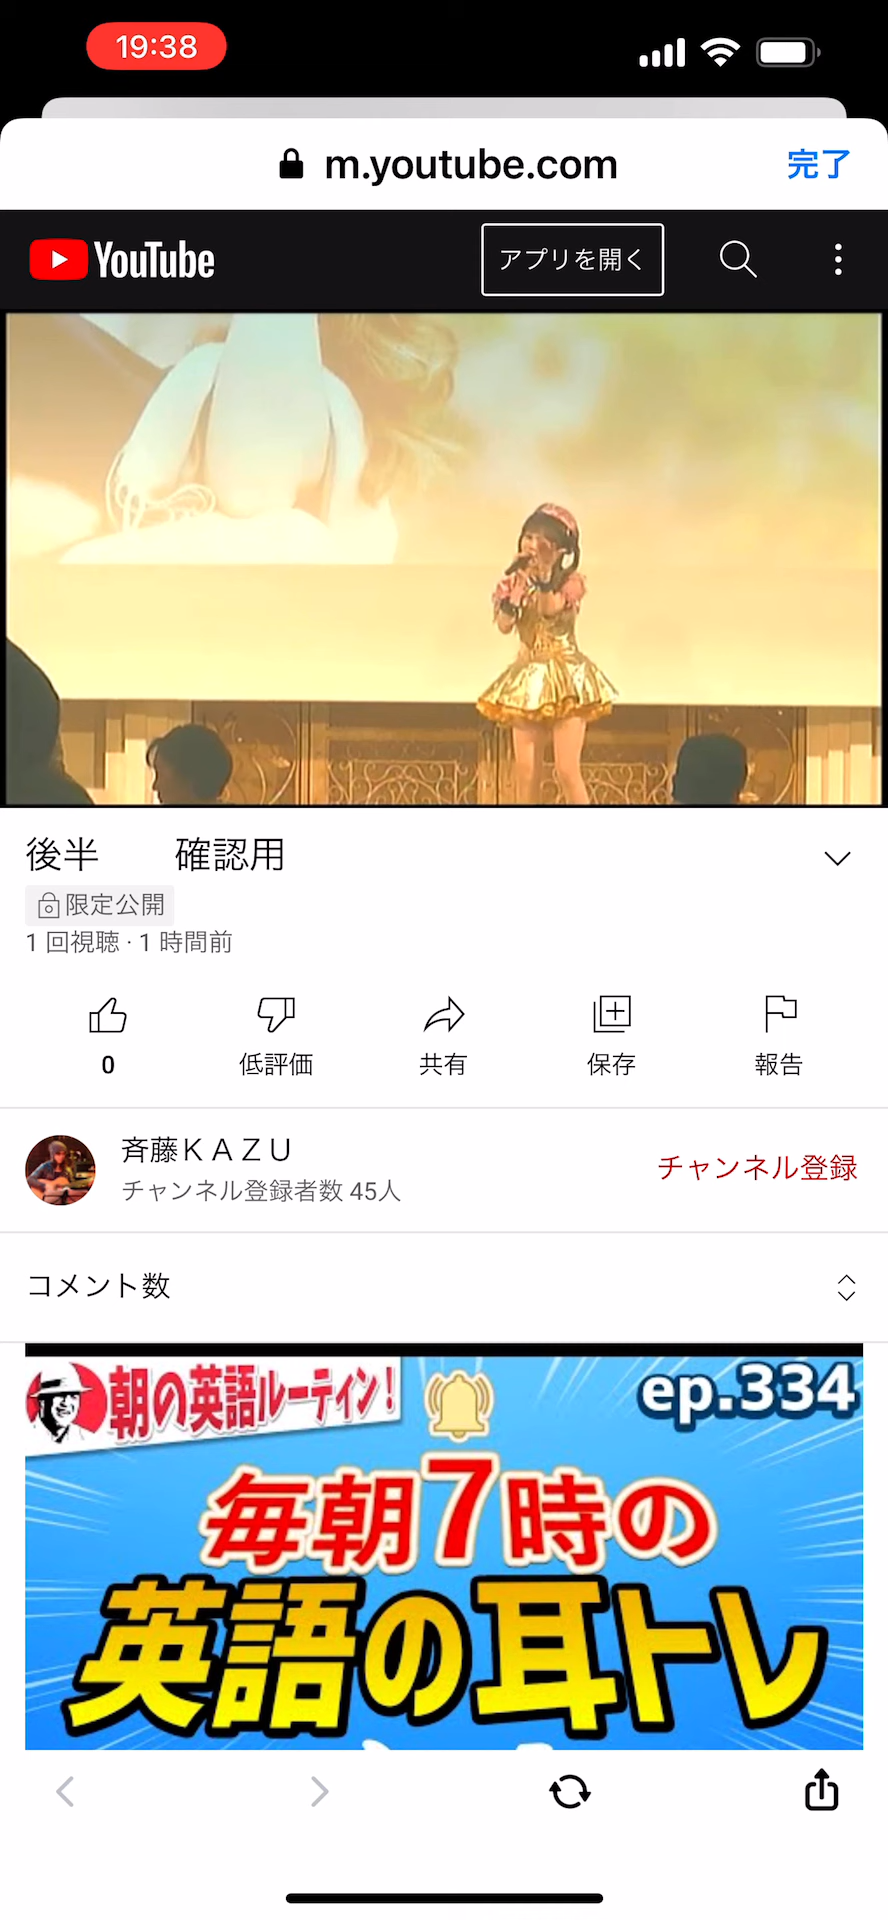 19:38
m.youtube.com
完了
YouTube
アプリを開く
後半　　確認用
限定公開
1 回視聴 · 1 時間前
0
低評価
共有
保存
報告
斉藤ＫＡＺＵ
チャンネル登録者数 45人
チャンネル登録
コメント数
朝の英語ルーティン!
ep.334
毎朝7時の
英語の耳トレ